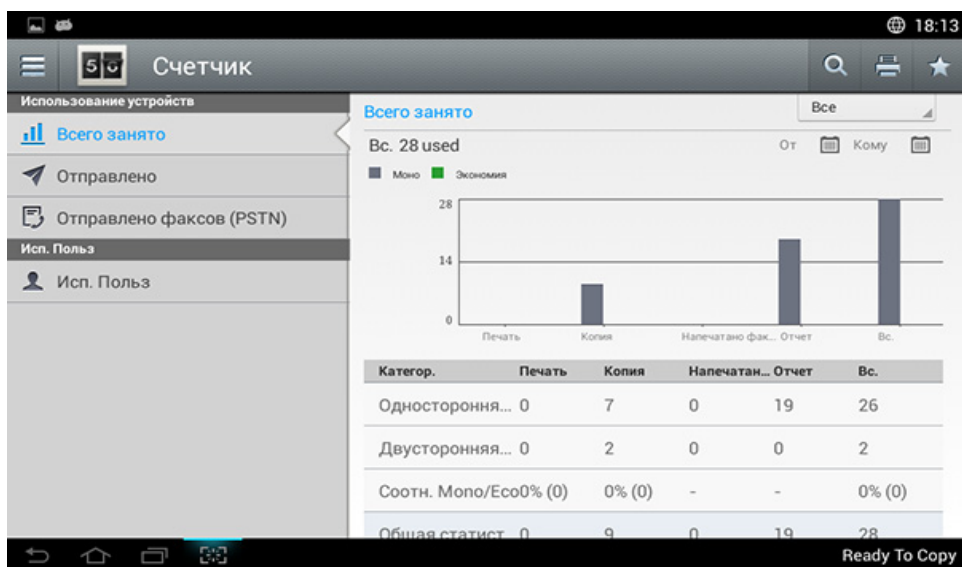 18:13
50 Счетчик
Использование устройств
Всего занято
Отправлено
Отправлено факсов (PSTN)
Исп. Польз
Исп. Польз
Всего занято Все
Вс. 28 used От Кому
Моно Экономия
28
14
0
Печать Копия Напечатано фак... Отчет Вс.
Категор. Печать Копия Напечатан... Отчет Вс.
Одностороння... 0 7 0 19 26
Двусторонняя... 0 2 0 0 2
Соотн. Mono/Eco 0% (0) 0% (0) - - 0% (0)
Общая статист 0 9 0 19 28
Ready To Copy